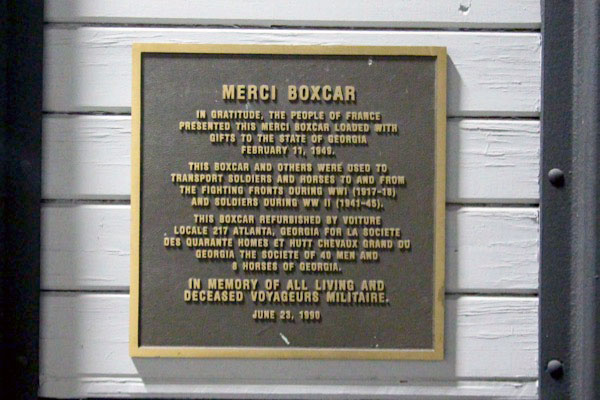 MERCI BOXCAR
IN GRATITUDE, THE PEOPLE OF FRANCE
PRESENTED THIS MERCI BOXCAR LOADED WITH
GIFTS TO THE STATE OF GEORGIA
FEBRUARY 11, 1949.
THIS BOXCAR AND OTHERS WERE USED TO
TRANSPORT SOLDIERS AND HORSES TO AND FROM
THE FIGHTING FRONTS DURING WWI (1917-18)
AND SOLDIERS DURING WW II (1941-45).
THIS BOXCAR REFURBISHED BY VOITURE
LOCALE 217 ATLANTA, GEORGIA FOR LA SOCIETE
DES QUARANTE HOMES ET HUTT CHEVAUX GRAND DU
GEORGIA THE SOCIETE OF 40 MEN AND
8 HORSES OF GEORGIA.
IN MEMORY OF ALL LIVING AND
DECEASED VOYAGEURS MILITAIRE.
JUNE 23, 1990